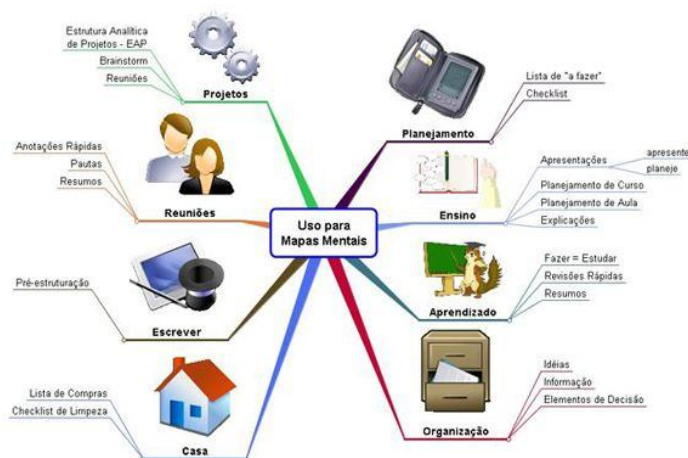 Uso para
Mapas Mentais
Estrutura Analítica
de Projetos - EAP
Brainstorm
Reuniões
Projetos
Anotações Rápidas
Pautas
Resumos
Reuniões
Pré-estruturação
Escrever
Lista de Compras
Checklist de Limpeza
Casa
Lista de "a fazer"
Checklist
Planejamento
Apresentações
apresente
planeje
Planejamento de Curso
Planejamento de Aula
Explicações
Ensino
Fazer = Estudar
Revisões Rápidas
Resumos
Aprendizado
Idéias
Informação
Elementos de Decisão
Organização